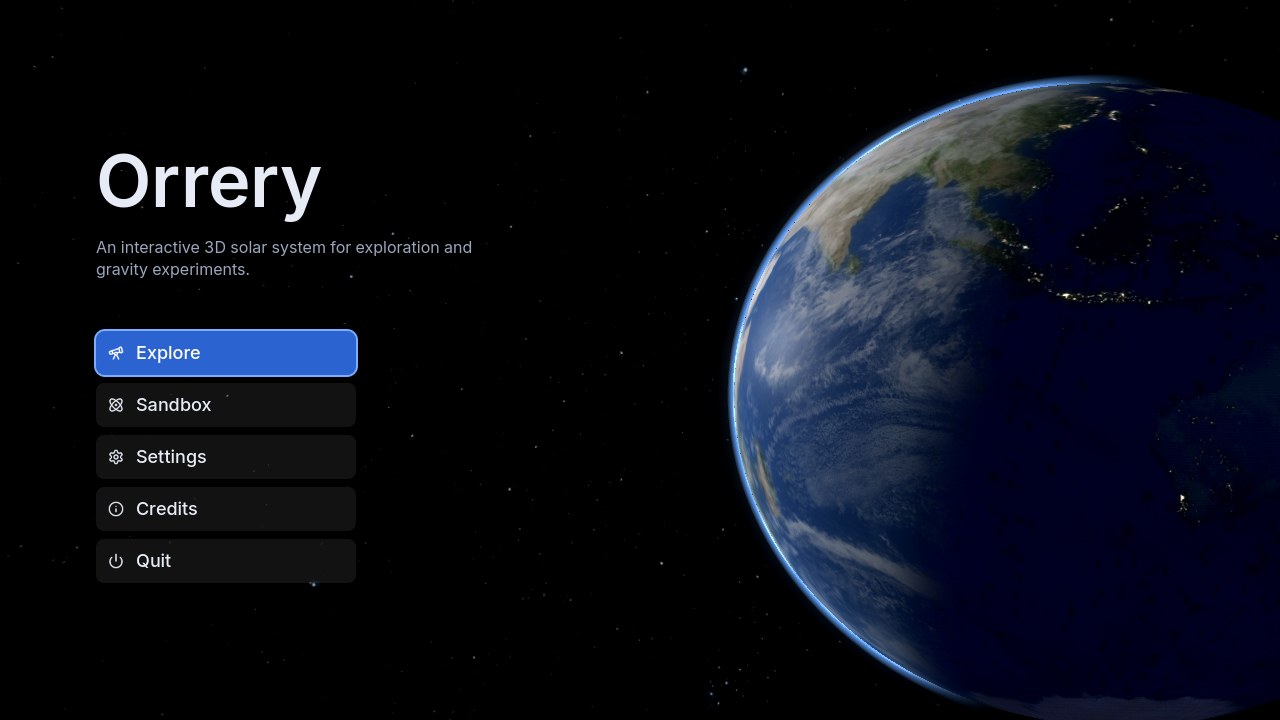 Orrery
An interactive 3D solar system for exploration and
gravity experiments.
Explore
Sandbox
Settings
Credits
Quit